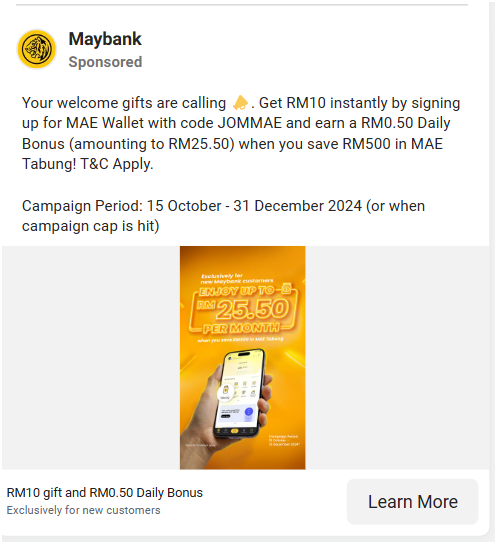 Maybank
Sponsored
Your welcome gifts are calling 📣. Get RM10 instantly by signing
up for MAE Wallet with code JOMMAE and earn a RM0.50 Daily
Bonus (amounting to RM25.50) when you save RM500 in MAE
Tabung! T&C Apply.
Campaign Period: 15 October - 31 December 2024 (or when
campaign cap is hit)
Exclusively for
new Maybank customers
ENJOY UP TO
RM 25.50
PER MONTH
when you save RM500 in MAE Tabung
RM10 gift and RM0.50 Daily Bonus
Exclusively for new customers
Learn More